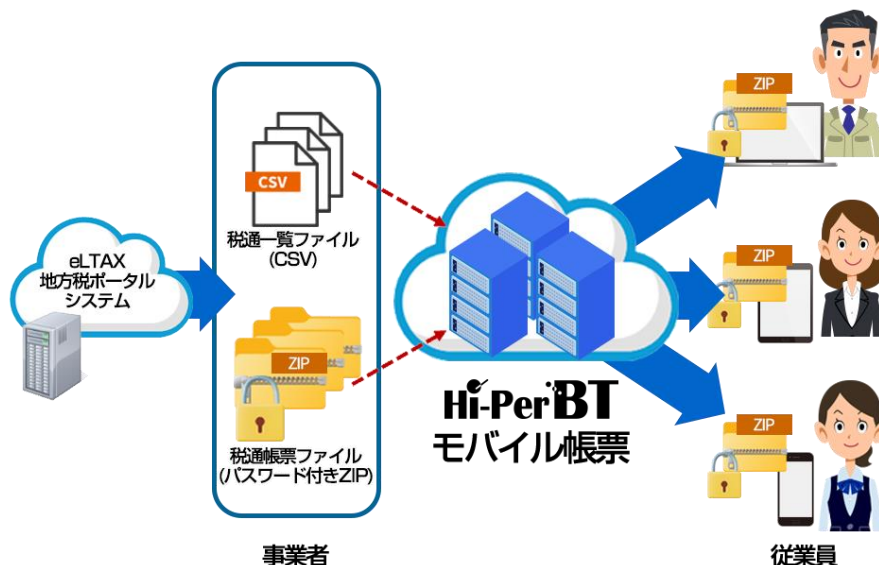 eLTAX
地方税ポータル
システム
CSV
税通一覧ファイル
(CSV)
ZIP
税通帳票ファイル
(パスワード付きZIP)
事業者
Hi-PerBT
モバイル帳票
ZIP
ZIP
ZIP
従業員